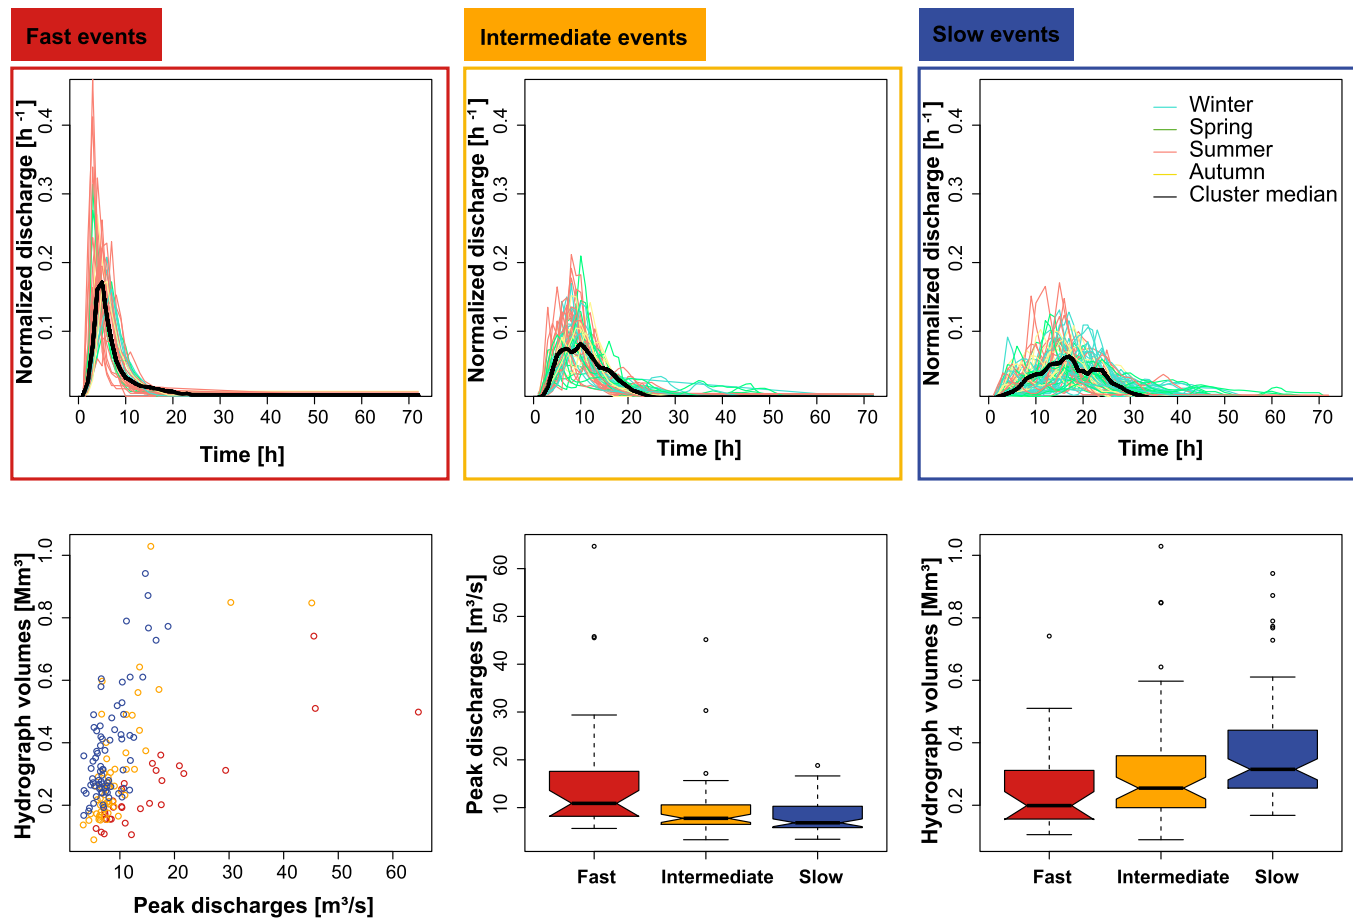 Fast events
Intermediate events
Slow events
Normalized discharge [h⁻¹]
0.4
0.3
0.2
0.1
0 10 20 30 40 50 60 70
Time [h]
Normalized discharge [h⁻¹]
0.4
0.3
0.2
0.1
0 10 20 30 40 50 60 70
Time [h]
Normalized discharge [h⁻¹]
0.4
0.3
0.2
0.1
0 10 20 30 40 50 60 70
Time [h]
Winter
Spring
Summer
Autumn
Cluster median
Hydrograph volumes [Mm³]
1.0
0.8
0.6
0.4
0.2
10 20 30 40 50 60
Peak discharges [m³/s]
Peak discharges [m³/s]
60
50
40
30
20
10
Fast Intermediate Slow
Hydrograph volumes [Mm³]
1.0
0.8
0.6
0.4
0.2
Fast Intermediate Slow